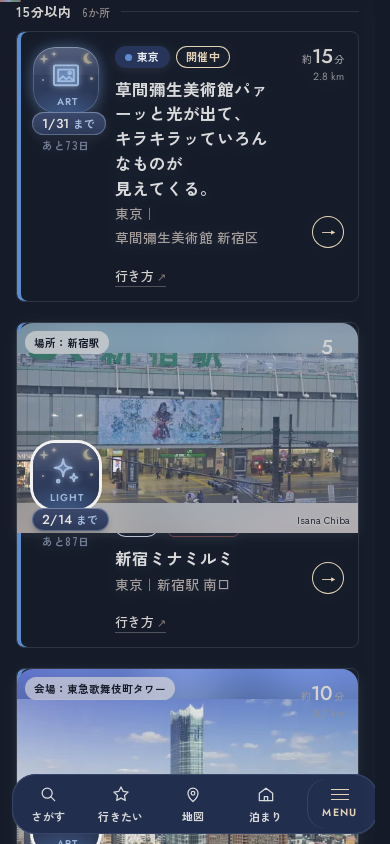 15分以内 6か所
ART
1/31 まで
あと73日
東京
開催中
約15分
2.8 km
草間彌生美術館パァ
ーッと光が出て、
キラキラッていろん
なものが
見えてくる。
東京｜
草間彌生美術館 新宿区
→
行き方 ↗
場所：新宿駅
5
新宿駅
LIGHT
2/14 まで
あと87日
Isana Chiba
新宿ミナミルミ
東京｜新宿駅 南口
→
行き方 ↗
会場：東急歌舞伎町タワー
約10分
さがす
行きたい
地図
泊まり
MENU
ART